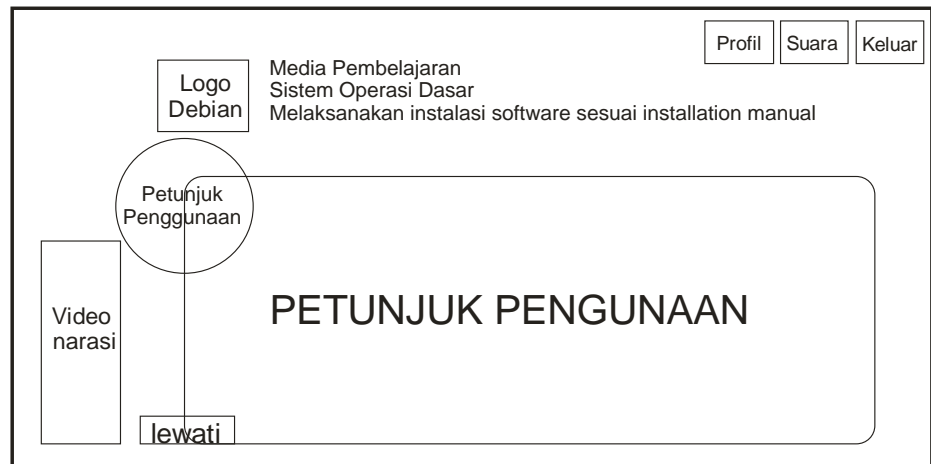 Profil
Suara
Keluar
Logo
Debian
Media Pembelajaran
Sistem Operasi Dasar
Melaksanakan instalasi software sesuai installation manual
Petunjuk
Penggunaan
PETUNJUK PENGUNAAN
Video
narasi
lewati